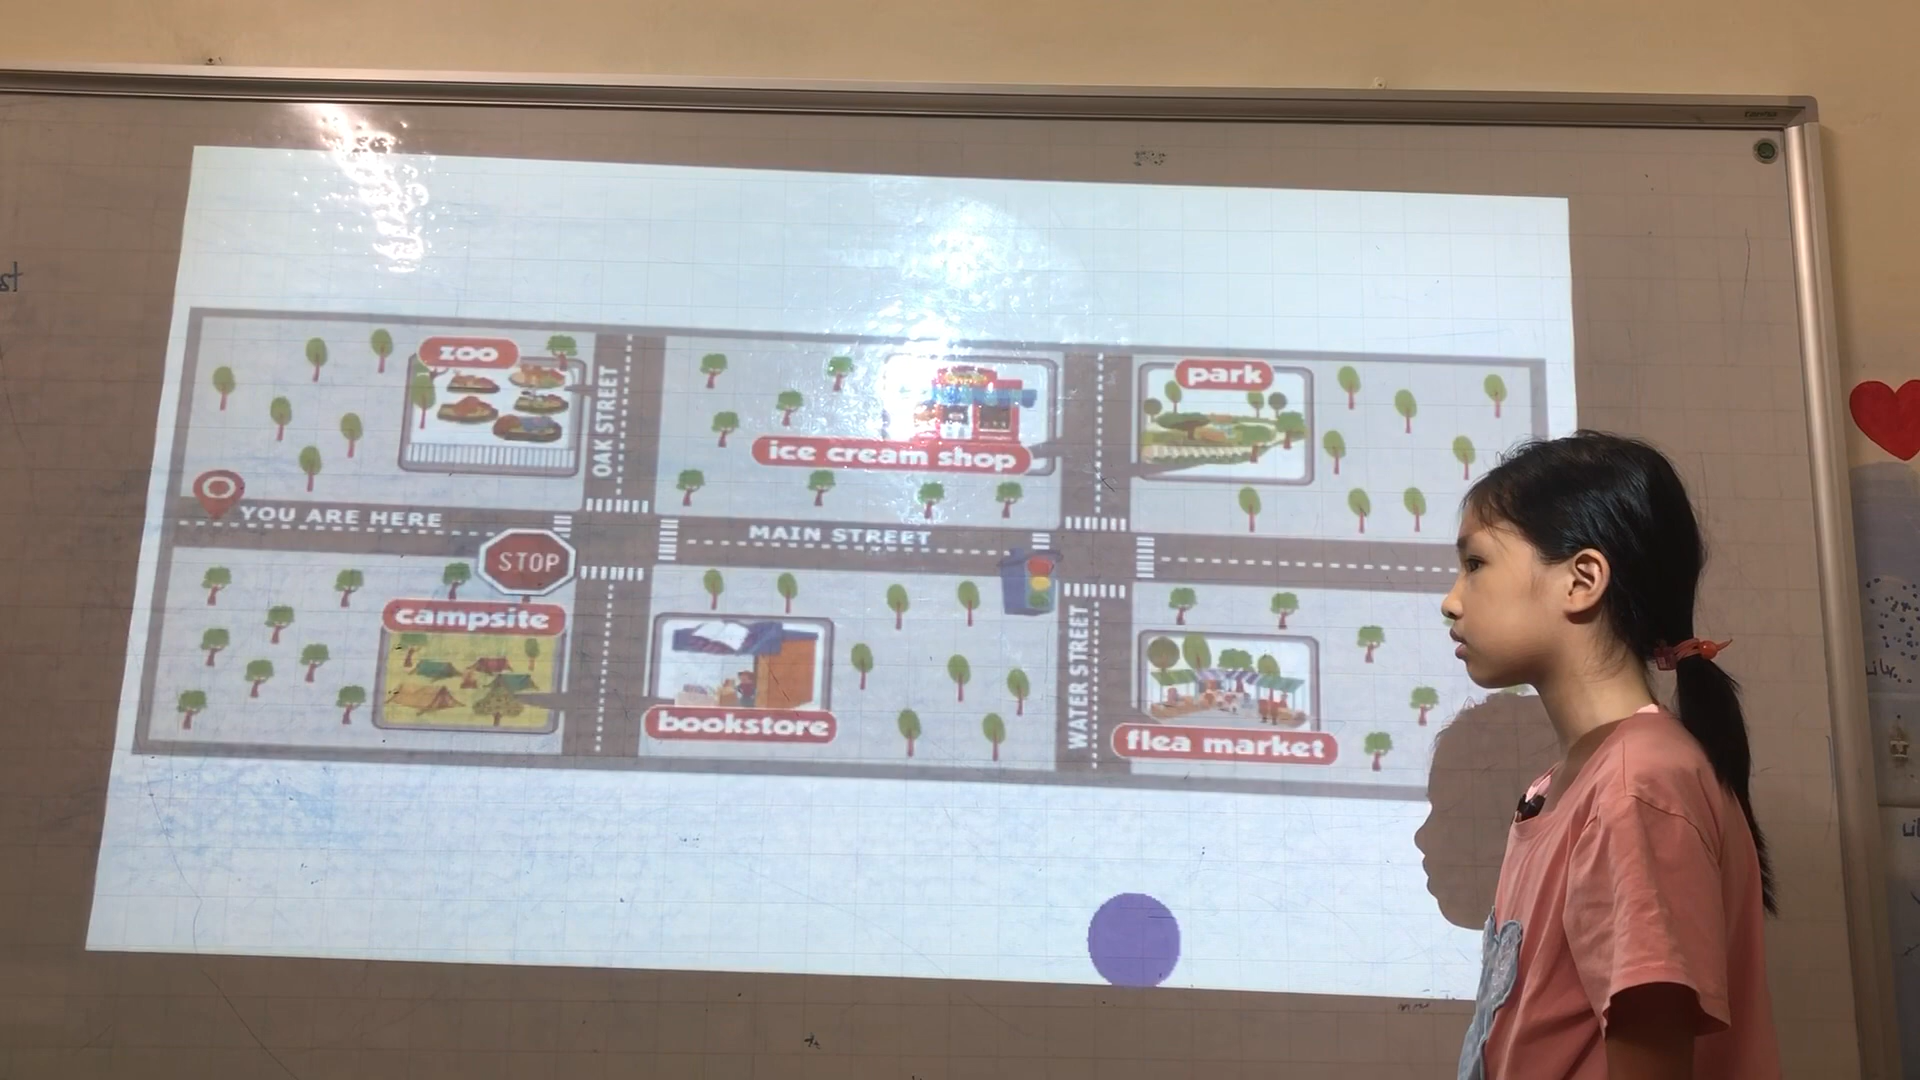 st
zoo
OAK STREET
ice cream shop
park
YOU ARE HERE
MAIN STREET
STOP
campsite
bookstore
WATER STREET
flea market